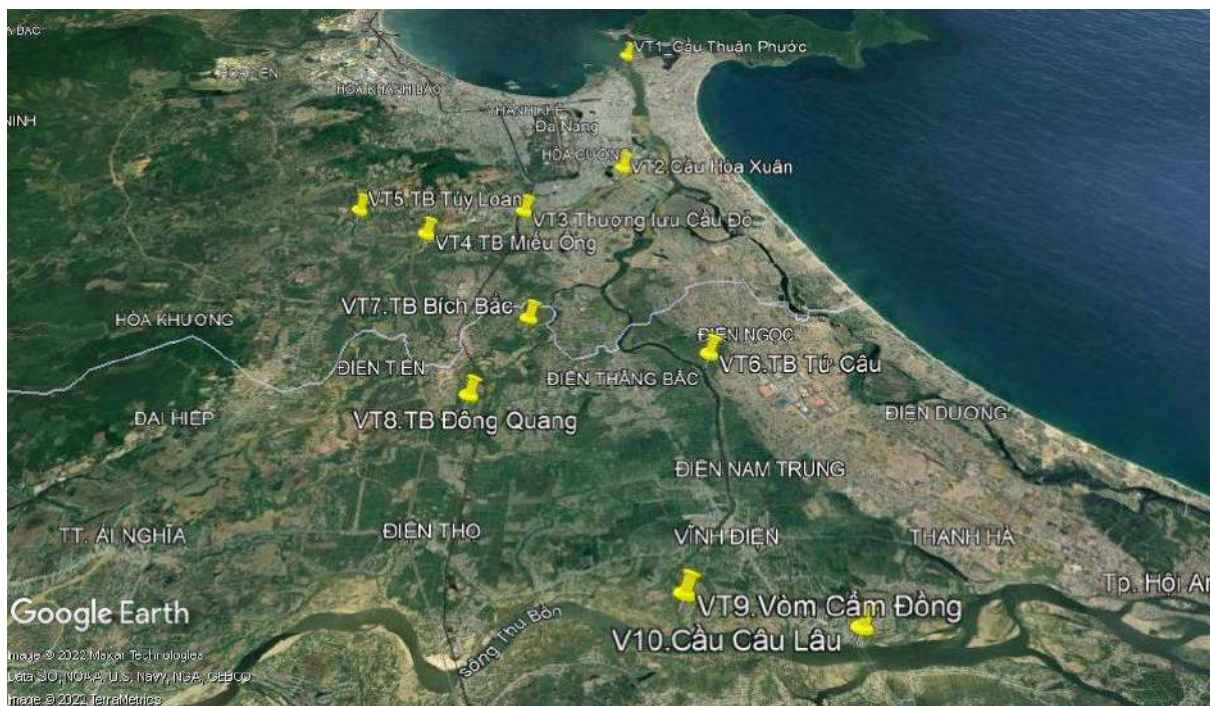 VT1_Cầu Thuận Phước
HÒA KHÁNH BẮC
THANH KHÊ
Đà Nẵng
VT2.Cầu Hòa Xuân
VT5.TB Túy Loan
VT3.Thượng lưu Cầu Đỏ
VT4.TB Miếu Ông
VT7.TB Bích Bắc
HÒA KHƯƠNG
ĐIỆN NGỌC
VT6.TB Tứ Câu
ĐIỆN TIẾN
ĐIỆN THẮNG BẮC
VT8.TB Đông Quang
ĐẠI HIỆP
ĐIỆN DƯƠNG
ĐIỆN NAM TRUNG
TT. ÁI NGHĨA
ĐIỆN THỌ
VĨNH ĐIỆN
THANH HÀ
Tp. Hội An
Google Earth
VT9.Vòm Cẩm Đồng
Sông Thu Bồn
V10.Cầu Câu Lâu
Image © 2022 Maxar Technologies
Data SIO, NOAA, U.S. Navy, NGA, GEBCO
Image © 2022 TerraMetrics